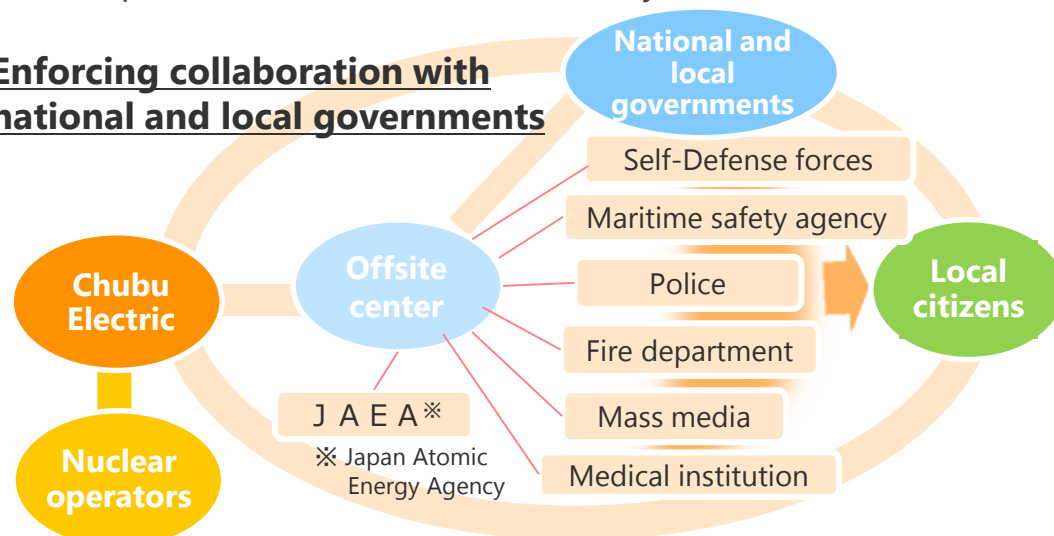 Enforcing collaboration with
national and local governments
National and
local
governments
Self-Defense forces
Maritime safety agency
Police
Fire department
Mass media
Medical institution
Offsite
center
Chubu
Electric
Local
citizens
Nuclear
operators
ＪＡＥＡ※
※ Japan Atomic
Energy Agency